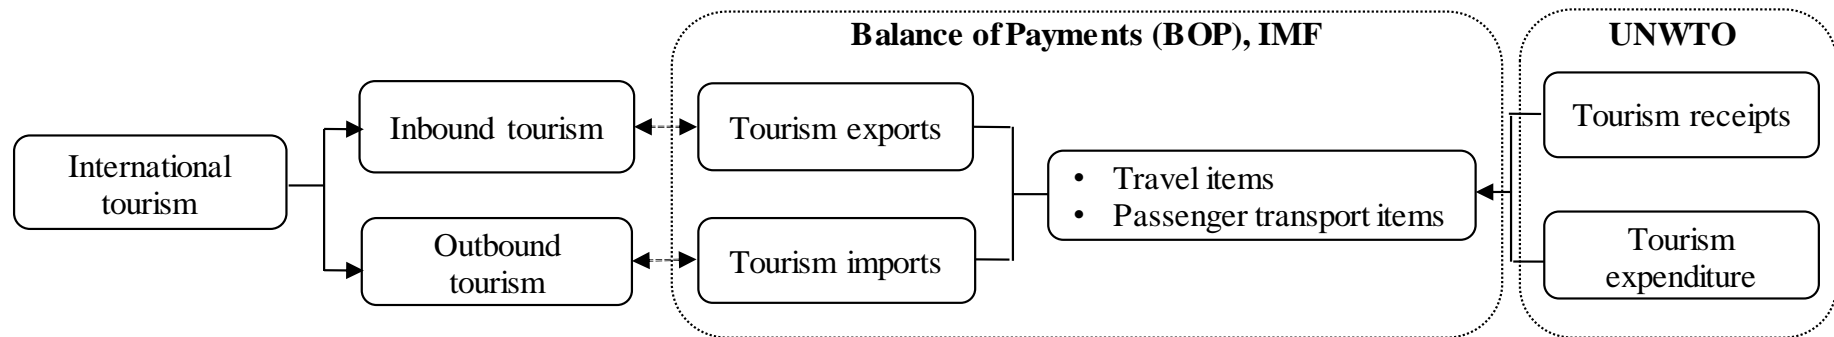 Balance of Payments (BOP), IMF
UNWTO
International
tourism
Inbound tourism
Outbound
tourism
Tourism exports
Tourism imports
• Travel items
• Passenger transport items
Tourism receipts
Tourism
expenditure